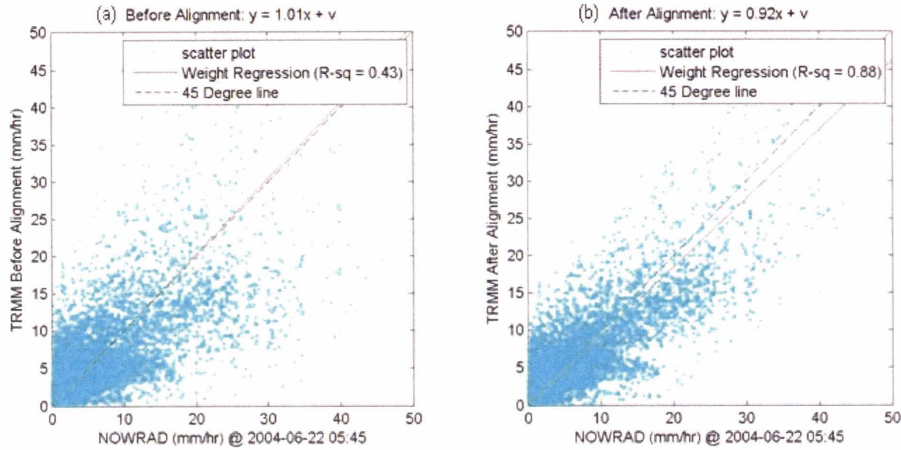 (a) Before Alignment: y = 1.01x + v
50
45
40
35
30
25
20
15
10
5
0
TRMM Before Alignment (mm/hr)
scatter plot
Weight Regression (R-sq = 0.43)
45 Degree line
0 10 20 30 40 50
NOWRAD (mm/hr) @ 2004-06-22 05:45
(b) After Alignment: y = 0.92x + v
50
45
40
35
30
25
20
15
10
5
0
TRMM After Alignment (mm/hr)
scatter plot
Weight Regression (R-sq = 0.88)
45 Degree line
0 10 20 30 40 50
NOWRAD (mm/hr) @ 2004-06-22 05:45